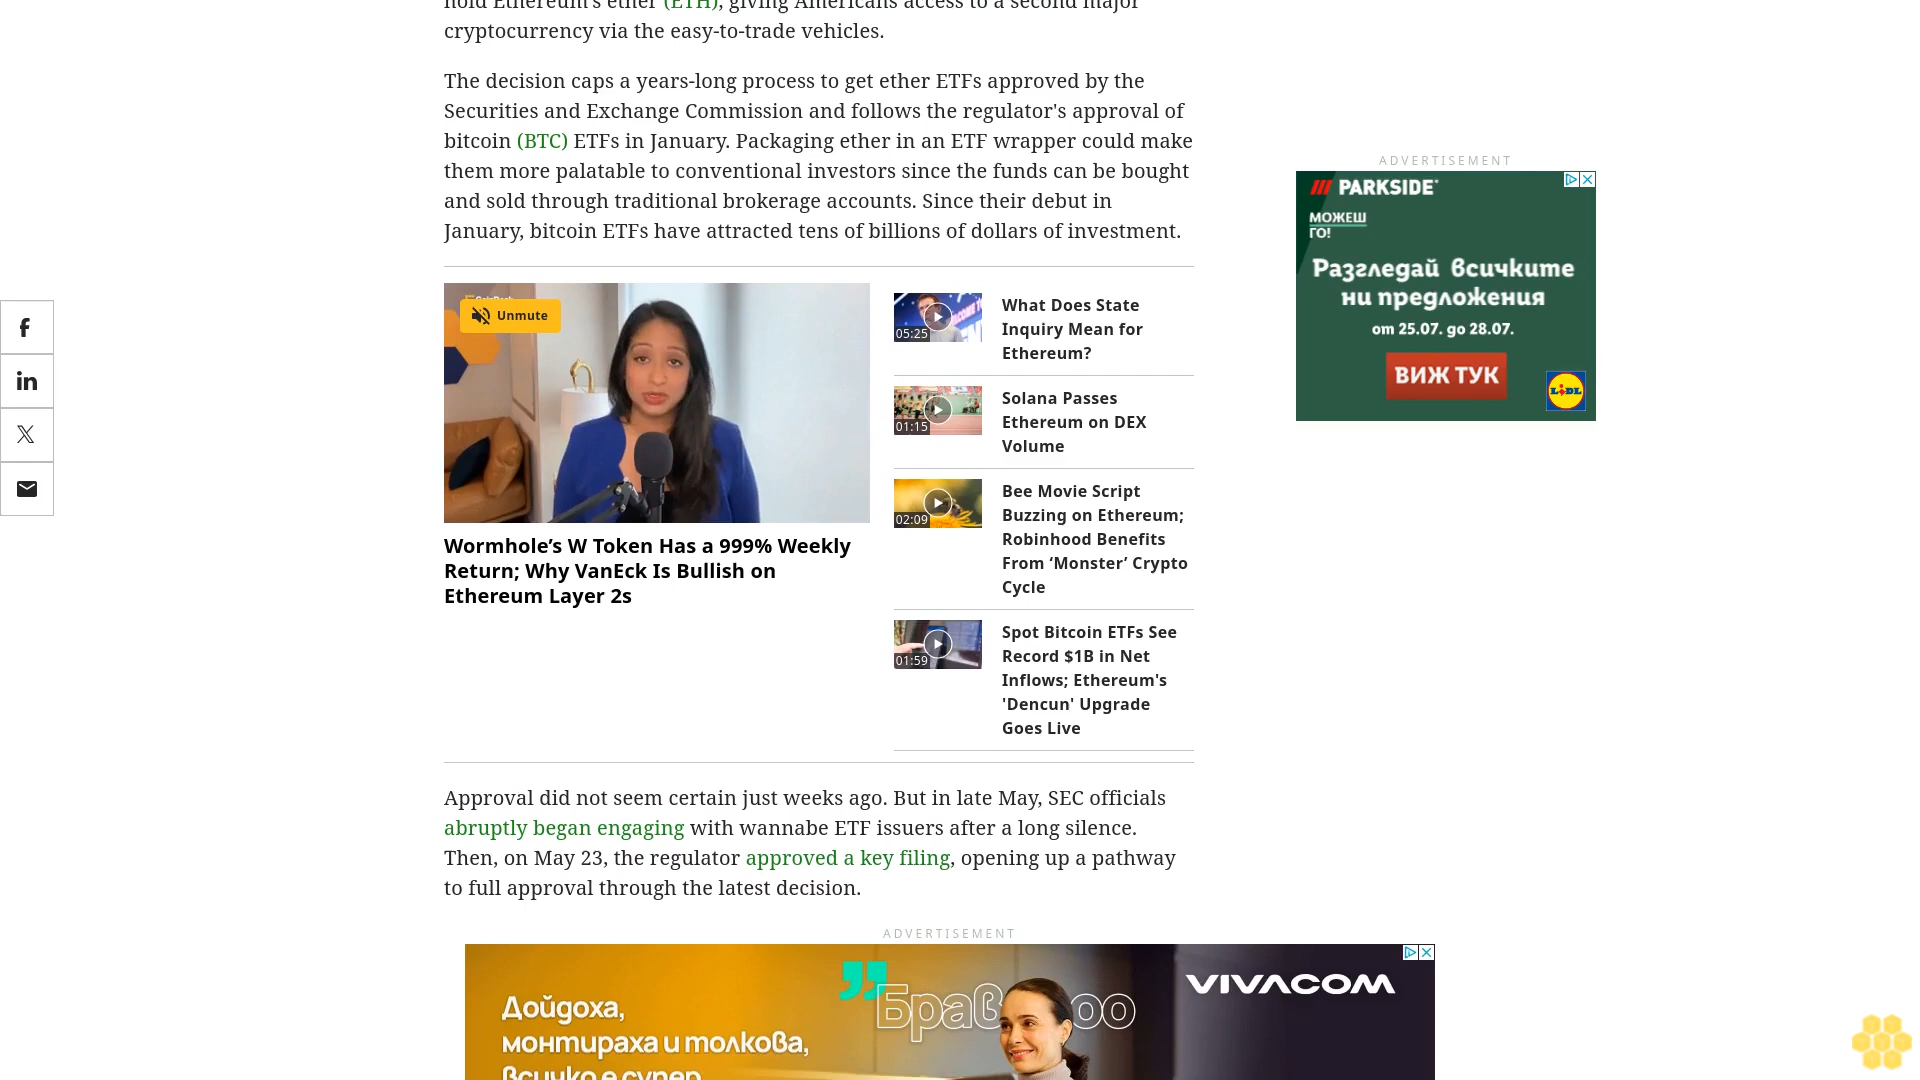 hold Ethereum's ether (ETH), giving Americans access to a second major
cryptocurrency via the easy-to-trade vehicles.
The decision caps a years-long process to get ether ETFs approved by the
Securities and Exchange Commission and follows the regulator's approval of
bitcoin (BTC) ETFs in January. Packaging ether in an ETF wrapper could make
them more palatable to conventional investors since the funds can be bought
and sold through traditional brokerage accounts. Since their debut in
January, bitcoin ETFs have attracted tens of billions of dollars of investment.
Unmute
Wormhole’s W Token Has a 999% Weekly
Return; Why VanEck Is Bullish on
Ethereum Layer 2s
05:25
What Does State
Inquiry Mean for
Ethereum?
01:15
Solana Passes
Ethereum on DEX
Volume
02:09
Bee Movie Script
Buzzing on Ethereum;
Robinhood Benefits
From ‘Monster’ Crypto
Cycle
01:59
Spot Bitcoin ETFs See
Record $1B in Net
Inflows; Ethereum's
'Dencun' Upgrade
Goes Live
Approval did not seem certain just weeks ago. But in late May, SEC officials
abruptly began engaging with wannabe ETF issuers after a long silence.
Then, on May 23, the regulator approved a key filing, opening up a pathway
to full approval through the latest decision.
ADVERTISEMENT
PARKSIDE
МОЖЕШ
ГО!
Разгледай всичките
ни предложения
от 25.07. до 28.07.
ВИЖ ТУК
LIDL
ADVERTISEMENT
Дойдоха,
монтираха и толкова,
всичко е супер
VIVACOM